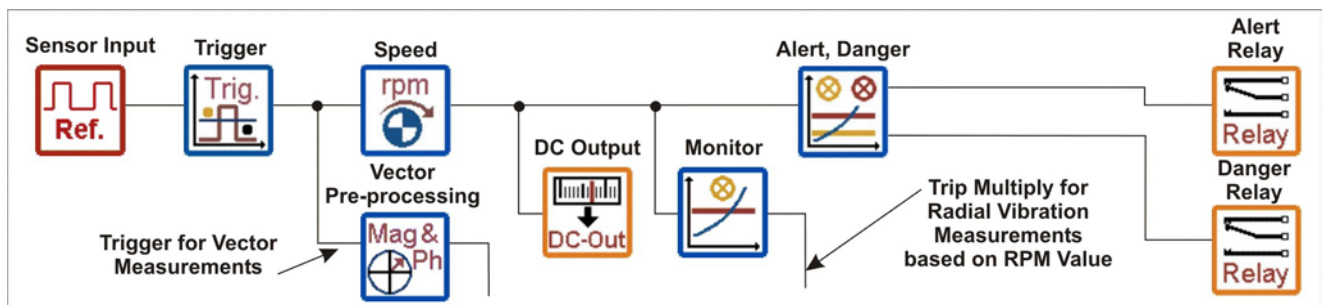 Sensor Input
Ref.
Trigger
Trig.
Speed
rpm
Vector
Pre-processing
Mag &
Ph
Trigger for Vector
Measurements
DC Output
DC-Out
Monitor
Alert, Danger
Trip Multiply for
Radial Vibration
Measurements
based on RPM Value
Alert
Relay
Relay
Danger
Relay
Relay